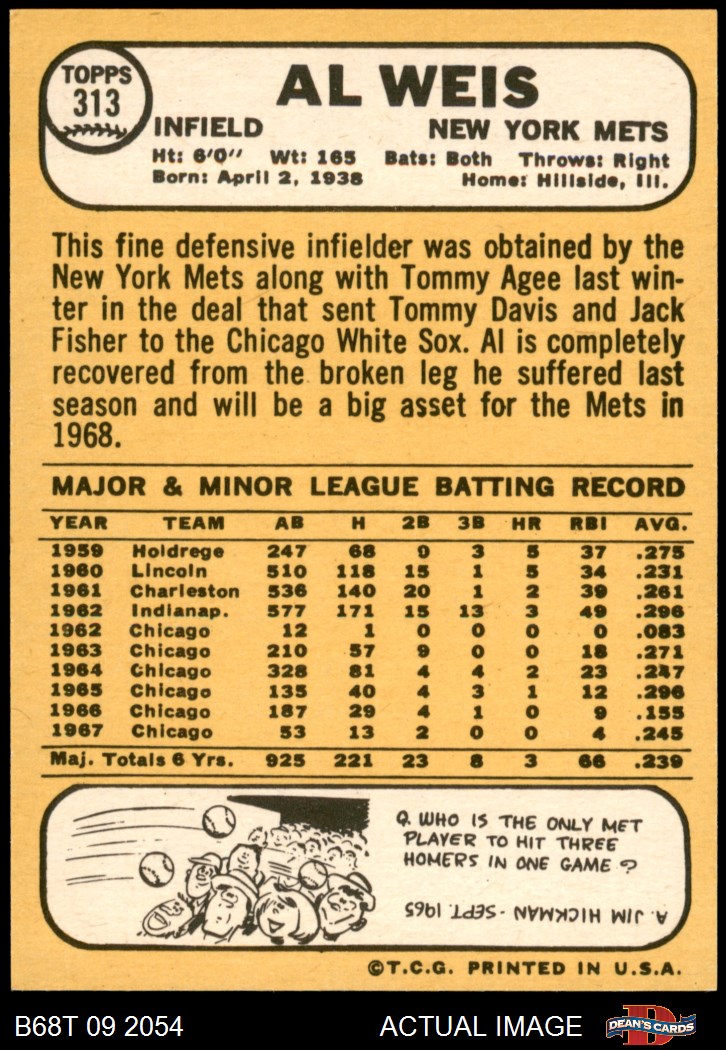 TOPPS
313
AL WEIS
INFIELD NEW YORK METS
Ht: 6'0" Wt: 165 Bats: Both Throws: Right
Born: April 2, 1938 Home: Hillside, Ill.
This fine defensive infielder was obtained by the
New York Mets along with Tommy Agee last win-
ter in the deal that sent Tommy Davis and Jack
Fisher to the Chicago White Sox. Al is completely
recovered from the broken leg he suffered last
season and will be a big asset for the Mets in
1968.
MAJOR & MINOR LEAGUE BATTING RECORD
YEAR TEAM AB H 2B 3B HR RBI AVG.
1959 Holdrege 247 68 0 3 5 37 .275
1960 Lincoln 510 118 15 1 5 34 .231
1961 Charleston 536 140 20 1 2 39 .261
1962 Indianap. 577 171 15 13 3 49 .296
1962 Chicago 12 1 0 0 0 0 .083
1963 Chicago 210 57 9 0 0 18 .271
1964 Chicago 328 81 4 4 2 23 .247
1965 Chicago 135 40 4 3 1 12 .296
1966 Chicago 187 29 4 1 0 9 .155
1967 Chicago 53 13 2 0 0 4 .245
Maj. Totals 6 Yrs. 925 221 23 8 3 66 .239
Q. WHO IS THE ONLY MET
PLAYER TO HIT THREE
HOMERS IN ONE GAME?
A. JIM HICKMAN - SEPT. 1965
©T.C.G. PRINTED IN U.S.A.
B68T 09 2054 ACTUAL IMAGE
D
DEAN'S CARDS